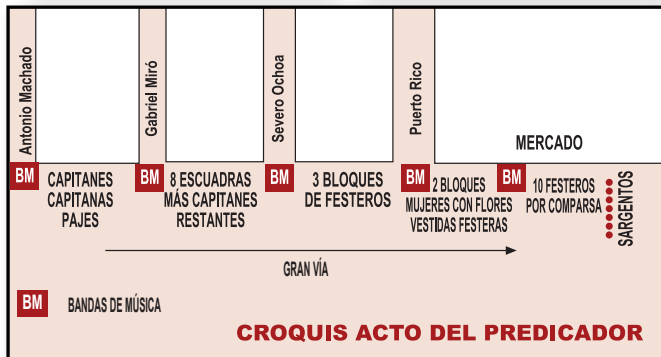 Antonio Machado
Gabriel Miró
Severo Ochoa
Puerto Rico
MERCADO
BM
CAPITANES
CAPITANAS
PAJES
BM
8 ESCUADRAS
MÁS CAPITANES
RESTANTES
BM
3 BLOQUES
DE FESTEROS
BM
2 BLOQUES
MUJERES CON FLORES
VESTIDAS FESTERAS
BM
10 FESTEROS
POR COMPARSA
SARGENTOS
GRAN VÍA
BM
BANDAS DE MÚSICA
CROQUIS ACTO DEL PREDICADOR